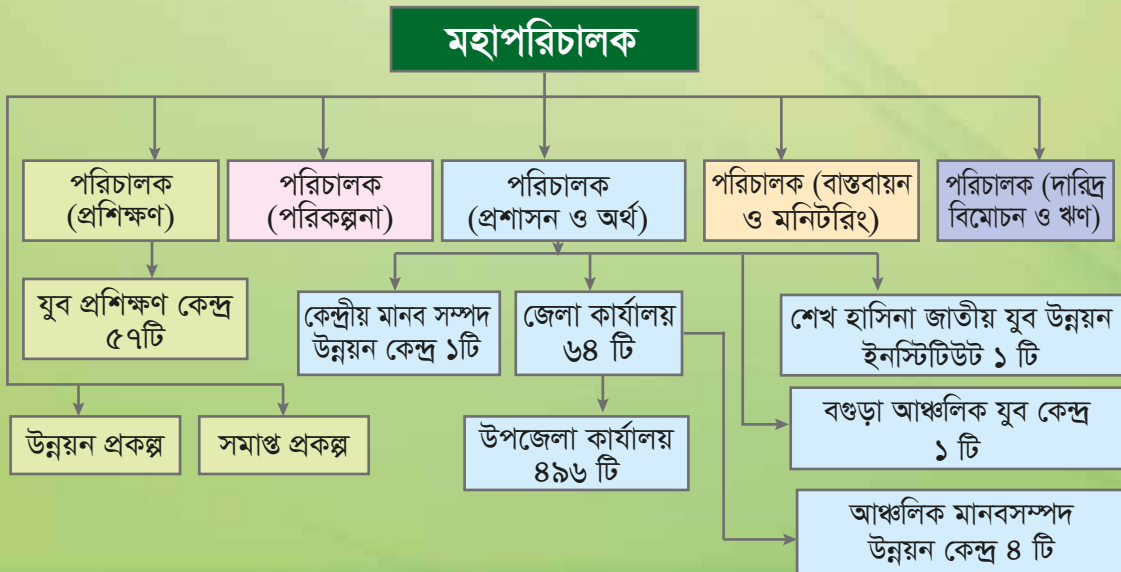 মহাপরিচালক
পরিচালক
(প্রশিক্ষণ)
পরিচালক
(পরিকল্পনা)
পরিচালক
(প্রশাসন ও অর্থ)
পরিচালক (বাস্তবায়ন
ও মনিটরিং)
পরিচালক (দারিদ্র
বিমোচন ও ঋণ)
যুব প্রশিক্ষণ কেন্দ্র
৫৭টি
কেন্দ্রীয় মানব সম্পদ
উন্নয়ন কেন্দ্র ১টি
জেলা কার্যালয়
৬৪ টি
শেখ হাসিনা জাতীয় যুব উন্নয়ন
ইনস্টিটিউট ১ টি
উন্নয়ন প্রকল্প
সমাপ্ত প্রকল্প
উপজেলা কার্যালয়
৪৯৬ টি
বগুড়া আঞ্চলিক যুব কেন্দ্র
১ টি
আঞ্চলিক মানবসম্পদ
উন্নয়ন কেন্দ্র ৪ টি